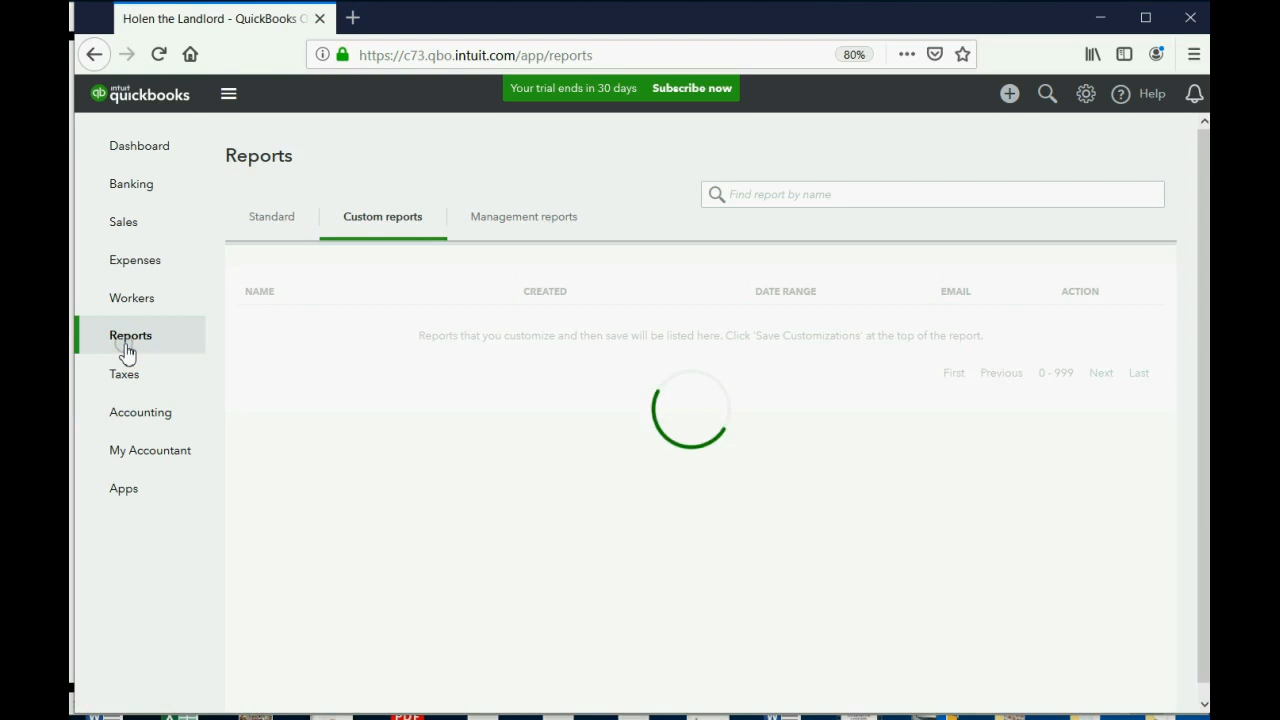 Holen the Landlord - QuickBooks
https://c73.qbo.intuit.com/app/reports
80%
intuit
quickbooks
qb
Your trial ends in 30 days Subscribe now
Help
Dashboard
Banking
Sales
Expenses
Workers
Reports
Taxes
Accounting
My Accountant
Apps
Reports
Find report by name
Standard
Custom reports
Management reports
NAME CREATED DATE RANGE EMAIL ACTION
Reports that you customize and then save will be listed here. Click 'Save Customizations' at the top of the report.
First Previous 0 - 999 Next Last
PDF